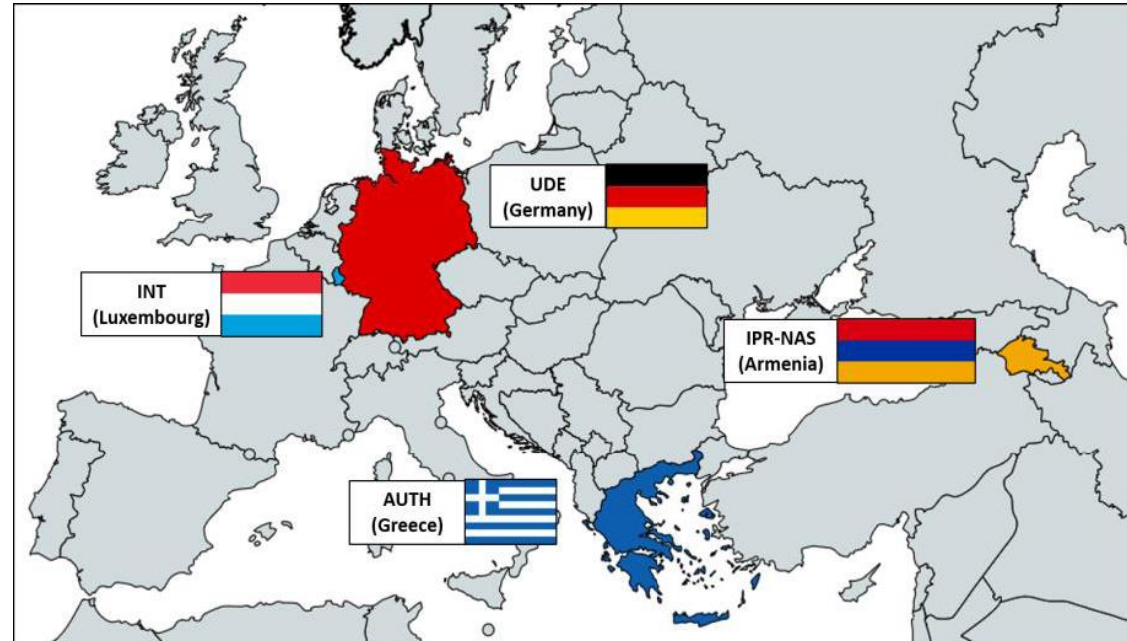 UDE
(Germany)
INT
(Luxembourg)
IPR-NAS
(Armenia)
AUTH
(Greece)